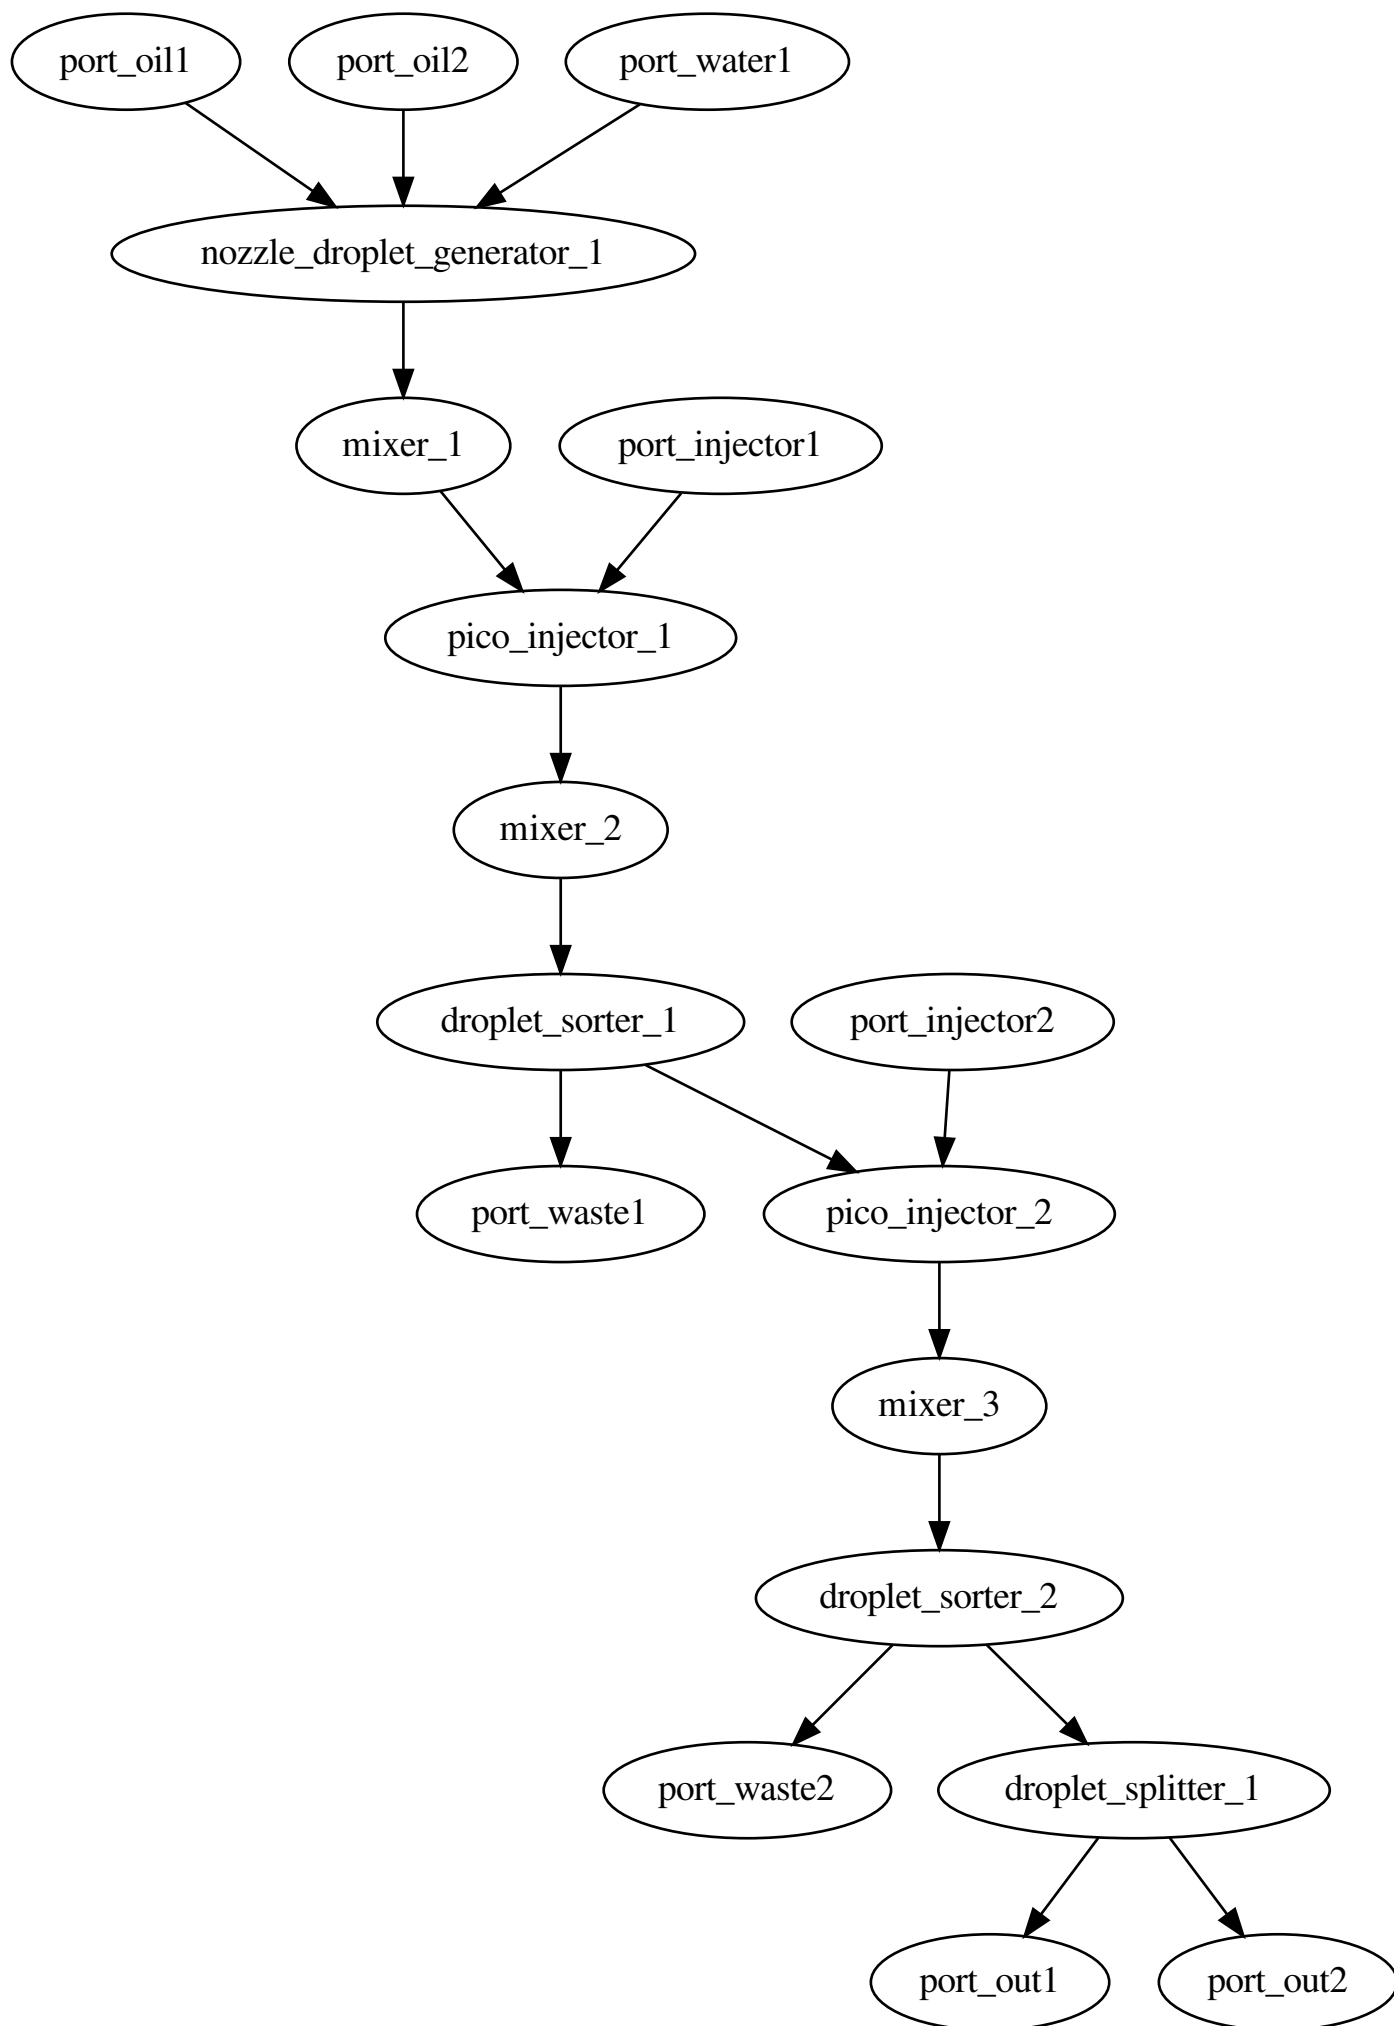 port_oil1
port_oil2
port_water1
nozzle_droplet_generator_1
mixer_1
port_injector1
pico_injector_1
mixer_2
droplet_sorter_1
port_injector2
port_waste1
pico_injector_2
mixer_3
droplet_sorter_2
port_waste2
droplet_splitter_1
port_out1
port_out2